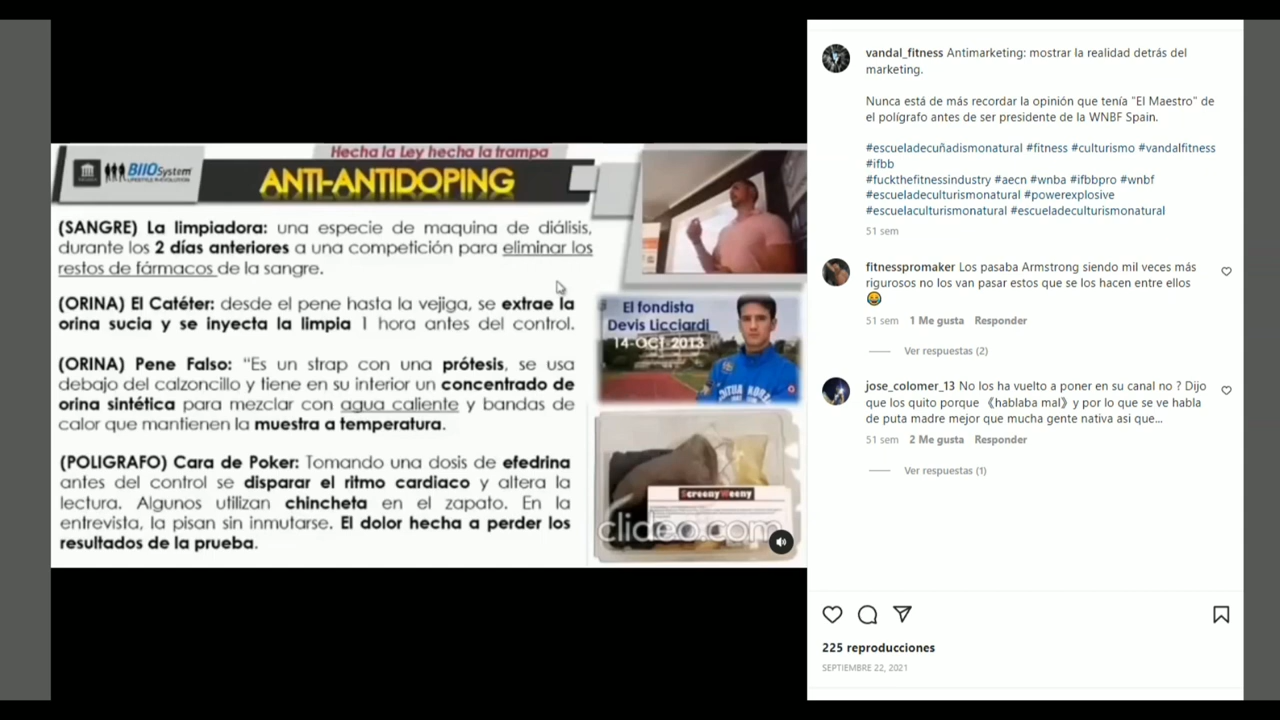 Hecha la Ley hecha la trampa
BIIOSystem
ANTI-ANTIDOPING
(SANGRE) La limpiadora: una especie de maquina de diálisis,
durante los 2 días anteriores a una competición para eliminar los
restos de fármacos de la sangre.
(ORINA) El Catéter: desde el pene hasta la vejiga, se extrae la
orina sucia y se inyecta la limpia 1 hora antes del control.
(ORINA) Pene Falso: “Es un strap con una prótesis, se usa
debajo del calzoncillo y tiene en su interior un concentrado de
orina sintética para mezclar con agua caliente y bandas de
calor que mantienen la muestra a temperatura.
(POLIGRAFO) Cara de Poker: Tomando una dosis de efedrina
antes del control se disparar el ritmo cardiaco y altera la
lectura. Algunos utilizan chincheta en el zapato. En la
entrevista, la pisan sin inmutarse. El dolor hecha a perder los
resultados de la prueba.
El fondista
Devis Licciardi
14-OCT-2013
Screeny Weeny
clideo.com
vandal_fitness Antimarketing: mostrar la realidad detrás del
marketing.
Nunca está de más recordar la opinión que tenía "El Maestro" de
el polígrafo antes de ser presidente de la WNBF Spain.
#escueladecuñadismonatural #fitness #culturismo #vandalfitness
#ifbb
#fuckthefitnessindustry #aecn #wnba #ifbbpro #wnbf
#escueladeculturismonatural #powerexplosive
#escuelaculturismonatural #escueladeculturismonatural
51 sem
fitnesspromaker Los pasaba Armstrong siendo mil veces más
rigurosos no los van pasar estos que se los hacen entre ellos
😂
51 sem 1 Me gusta Responder
Ver respuestas (2)
jose_colomer_13 No los ha vuelto a poner en su canal no ? Dijo
que los quito porque 《hablaba mal》y por lo que se ve habla
de puta madre mejor que mucha gente nativa asi que...
51 sem 2 Me gusta Responder
Ver respuestas (1)
225 reproducciones
SEPTIEMBRE 22, 2021